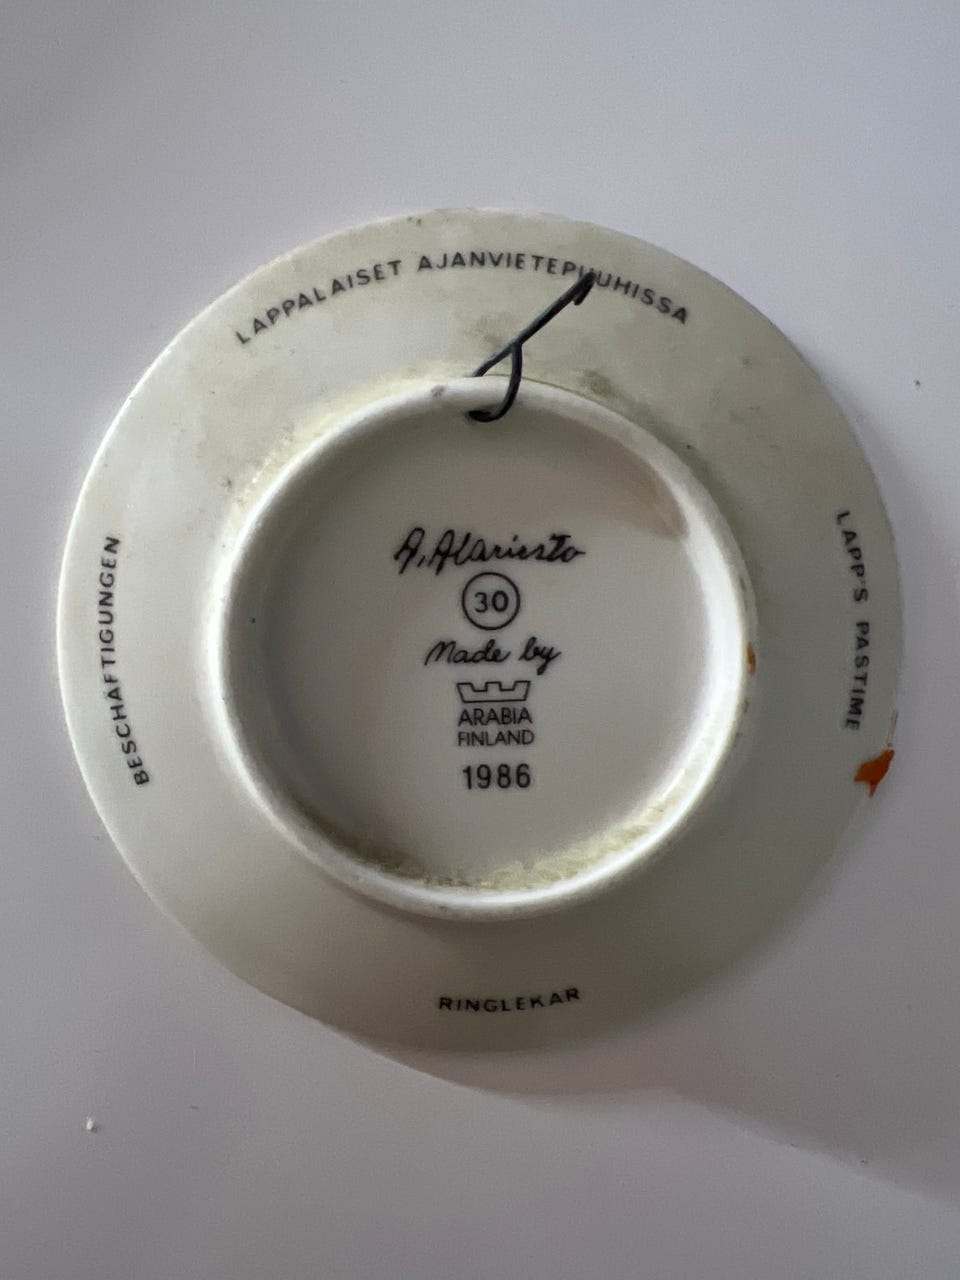 LAPPALAISET AJANVIETEPUUHISSA
A. Alariesto
30
Made by
ARABIA
FINLAND
1986
LAPP'S PASTIME
RINGLEKAR
BESCHÄFTIGUNGEN